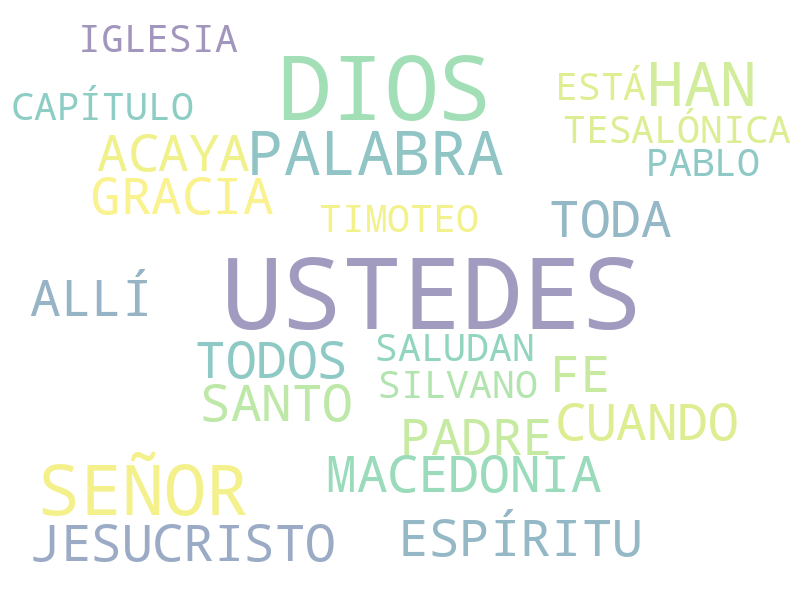 IGLESIA
DIOS
ESTÁ HAN
CAPÍTULO
TESALÓNICA
ACAYA PALABRA
PABLO
GRACIA
TIMOTEO
TODA
USTEDES
ALLÍ
TODOS
SALUDAN
SILVANO
FE
SANTO
CUANDO
PADRE
MACEDONIA
SEÑOR
JESUCRISTO
ESPÍRITU